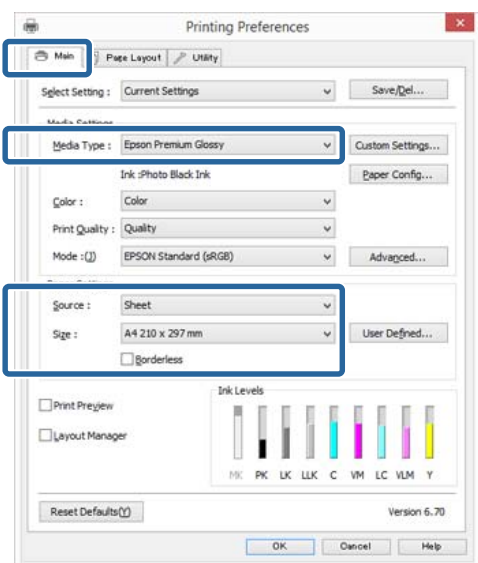 Printing Preferences
Main Page Layout Utility
Select Setting : Current Settings Save/Del...
Media Settings
Media Type : Epson Premium Glossy Custom Settings...
Ink :Photo Black Ink Paper Config...
Color : Color
Print Quality : Quality
Mode :(J) EPSON Standard (sRGB) Advanced...
Source : Sheet
Size : A4 210 x 297 mm User Defined...
Borderless
Ink Levels
Print Preview
Layout Manager
MK PK LK LLK C VM LC VLM Y
Reset Defaults(Y) Version 6.70
OK Cancel Help